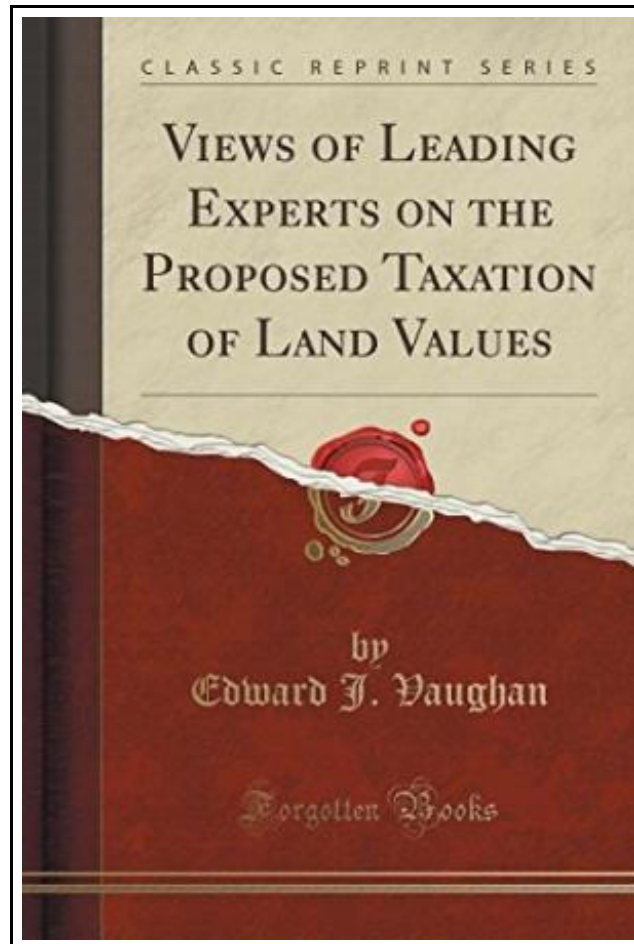 CLASSIC REPRINT SERIES
VIEWS OF LEADING
EXPERTS ON THE
PROPOSED TAXATION
OF LAND VALUES
by
Edward J. Vaughan
Forgotten Books